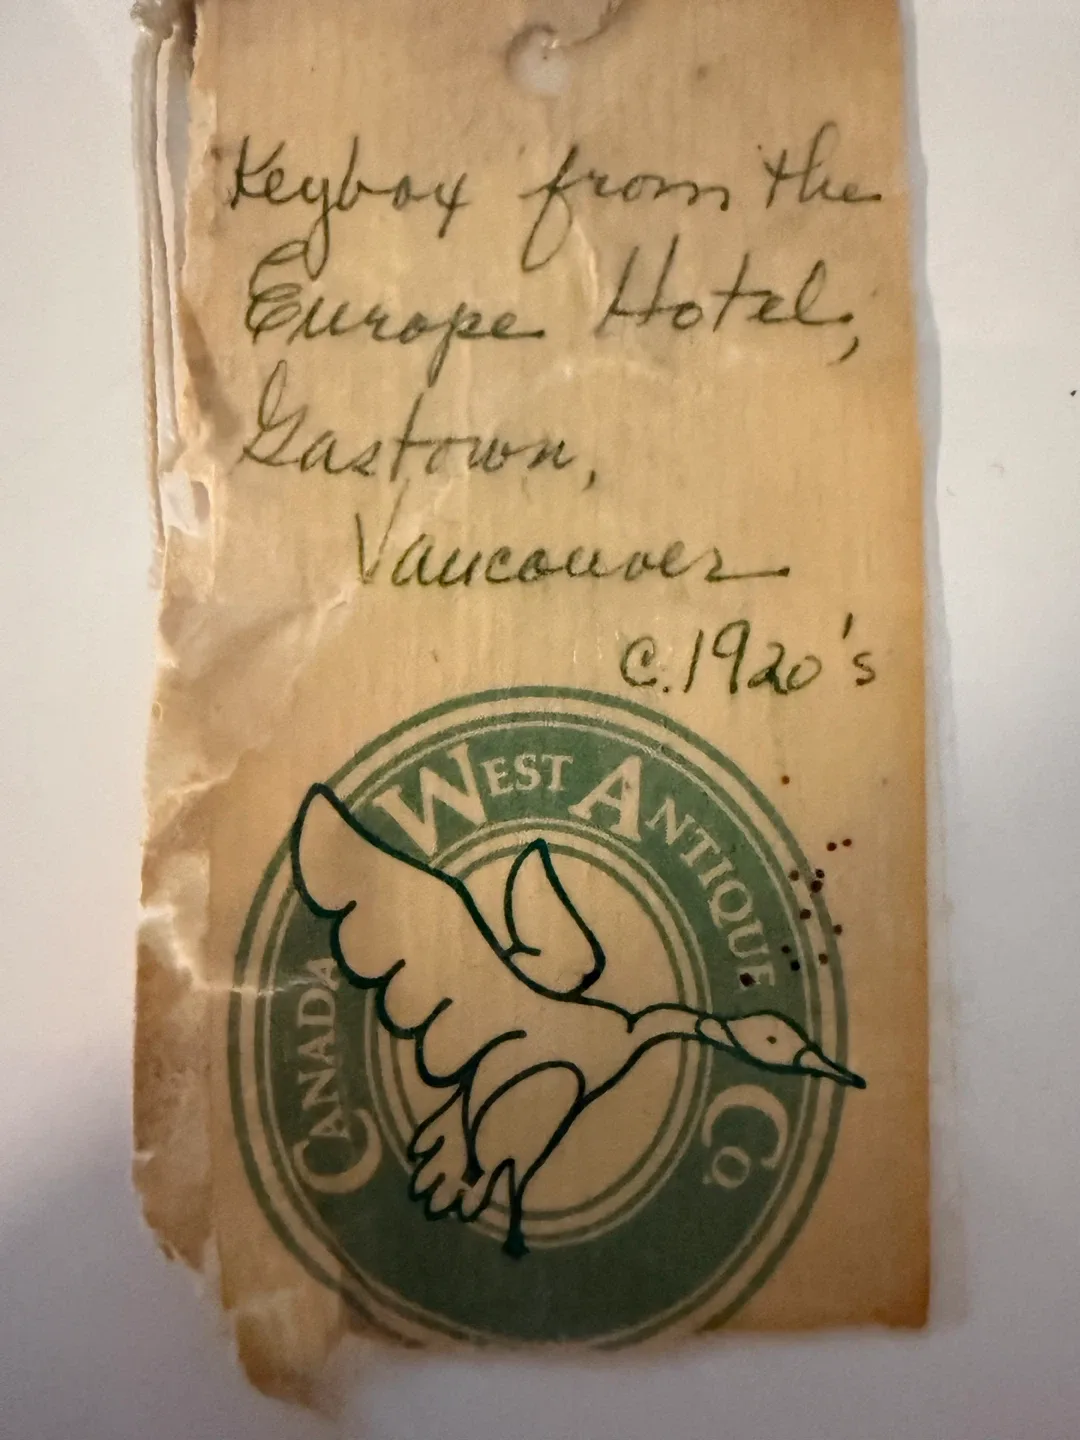 Keybox from the
Europe Hotel,
Gastown,
Vancouver
c.1920's
CANADA WEST ANTIQUE CO.